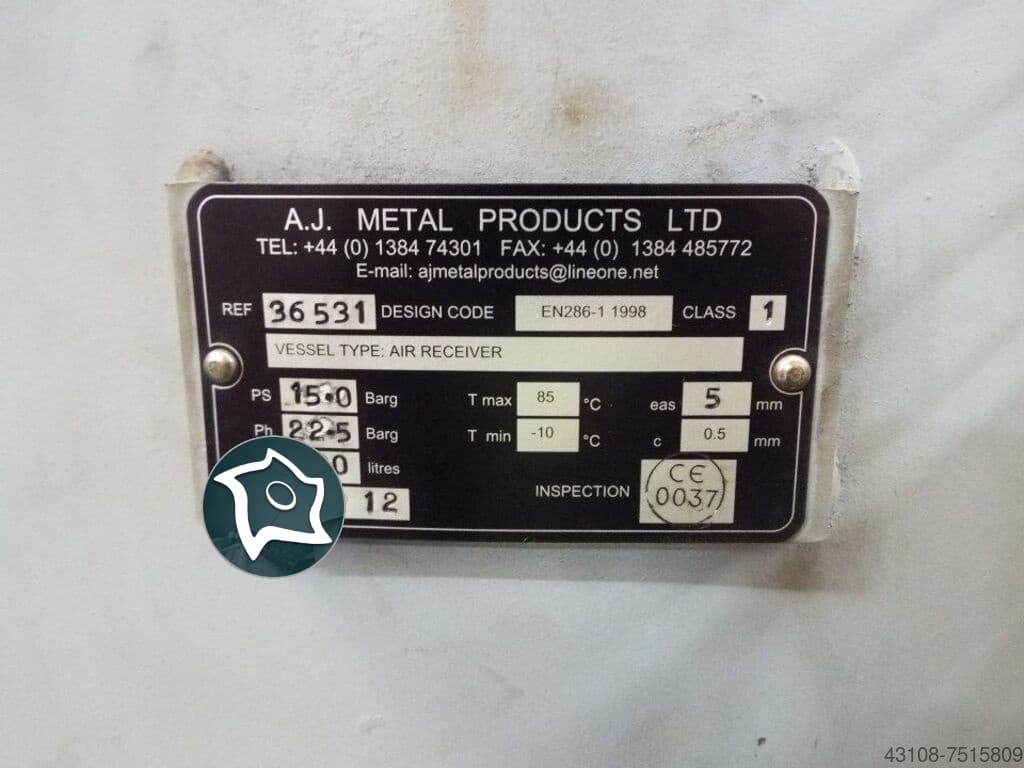 A.J. METAL PRODUCTS LTD
TEL: +44 (0) 1384 74301 FAX: +44 (0) 1384 485772
E-mail: ajmetalproducts@lineone.net
REF 36531 DESIGN CODE EN286-1 1998 CLASS 1
VESSEL TYPE: AIR RECEIVER
PS 15.0 Barg T max 85 °C eas 5 mm
Ph 22.5 Barg T min -10 °C c 0.5 mm
0 litres
12 INSPECTION CE 0037
43108-7515809